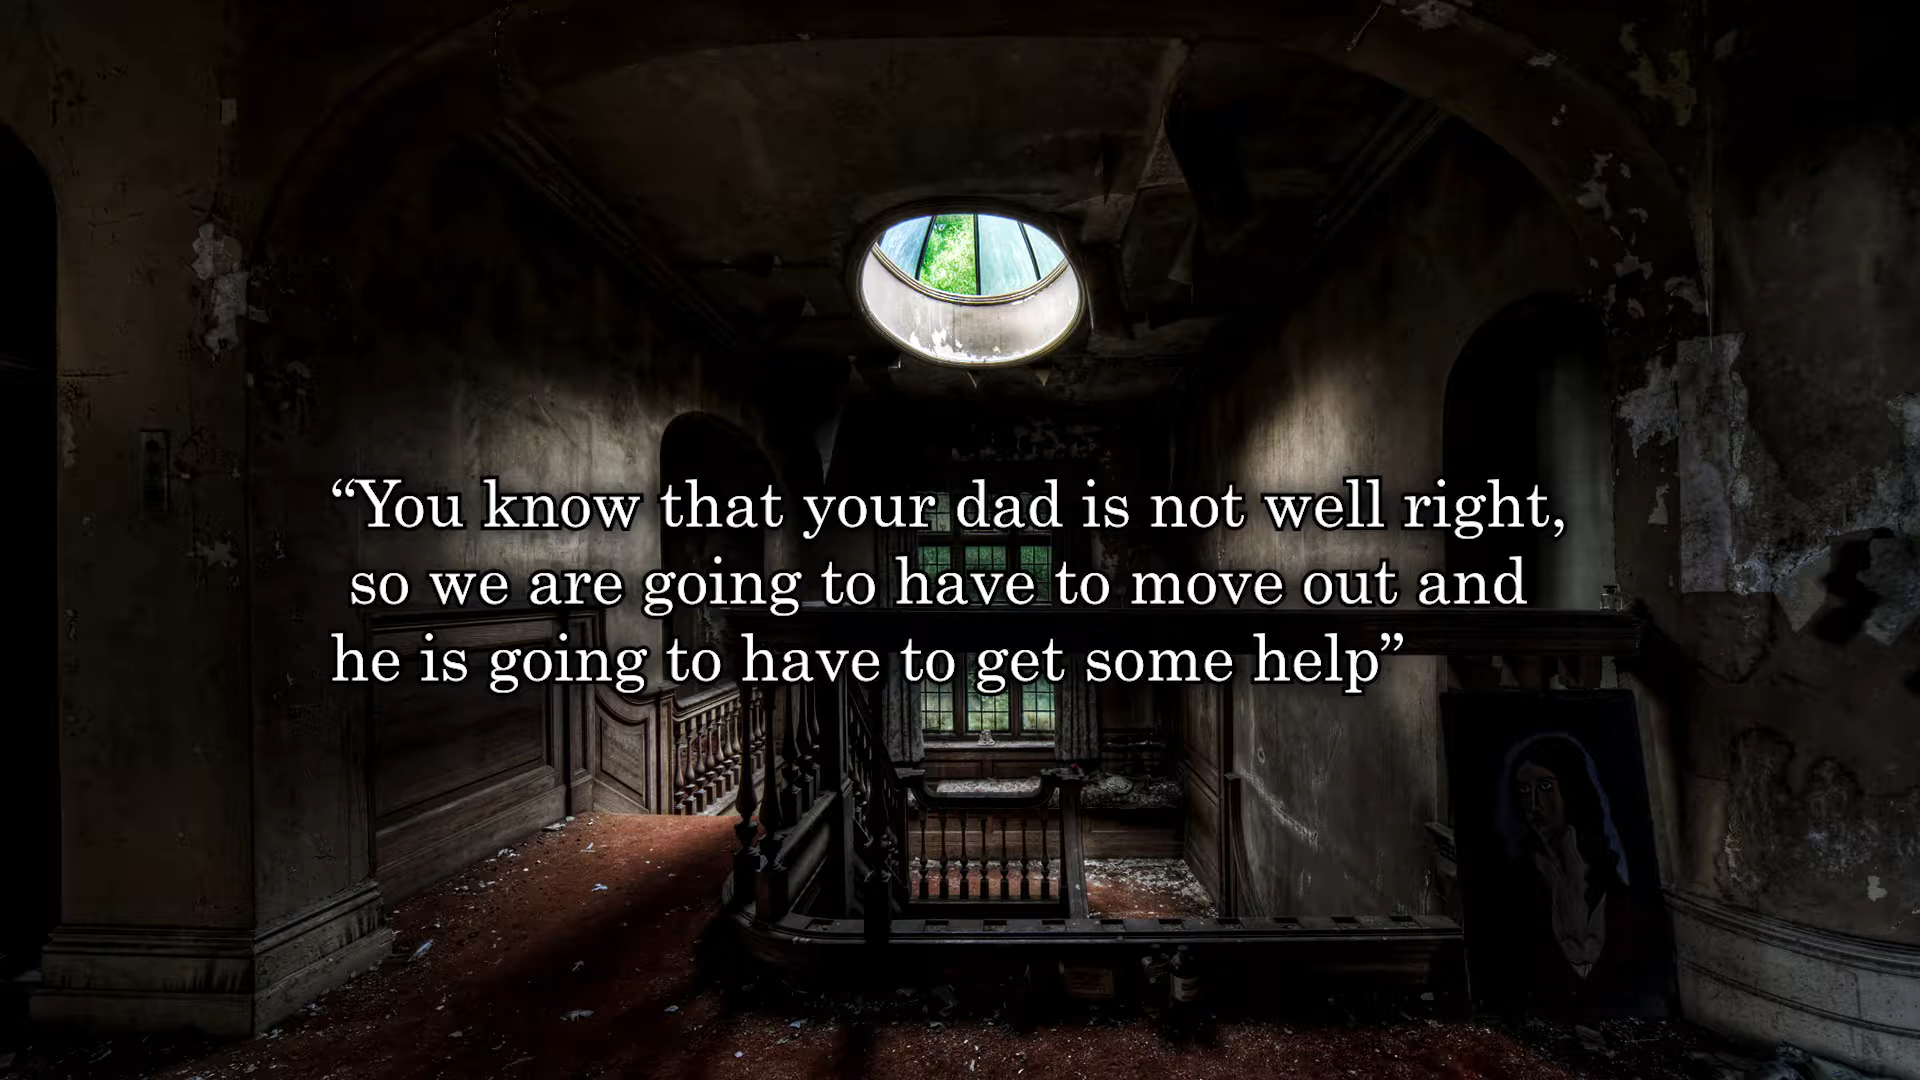 “You know that your dad is not well right,
so we are going to have to move out and
he is going to have to get some help”